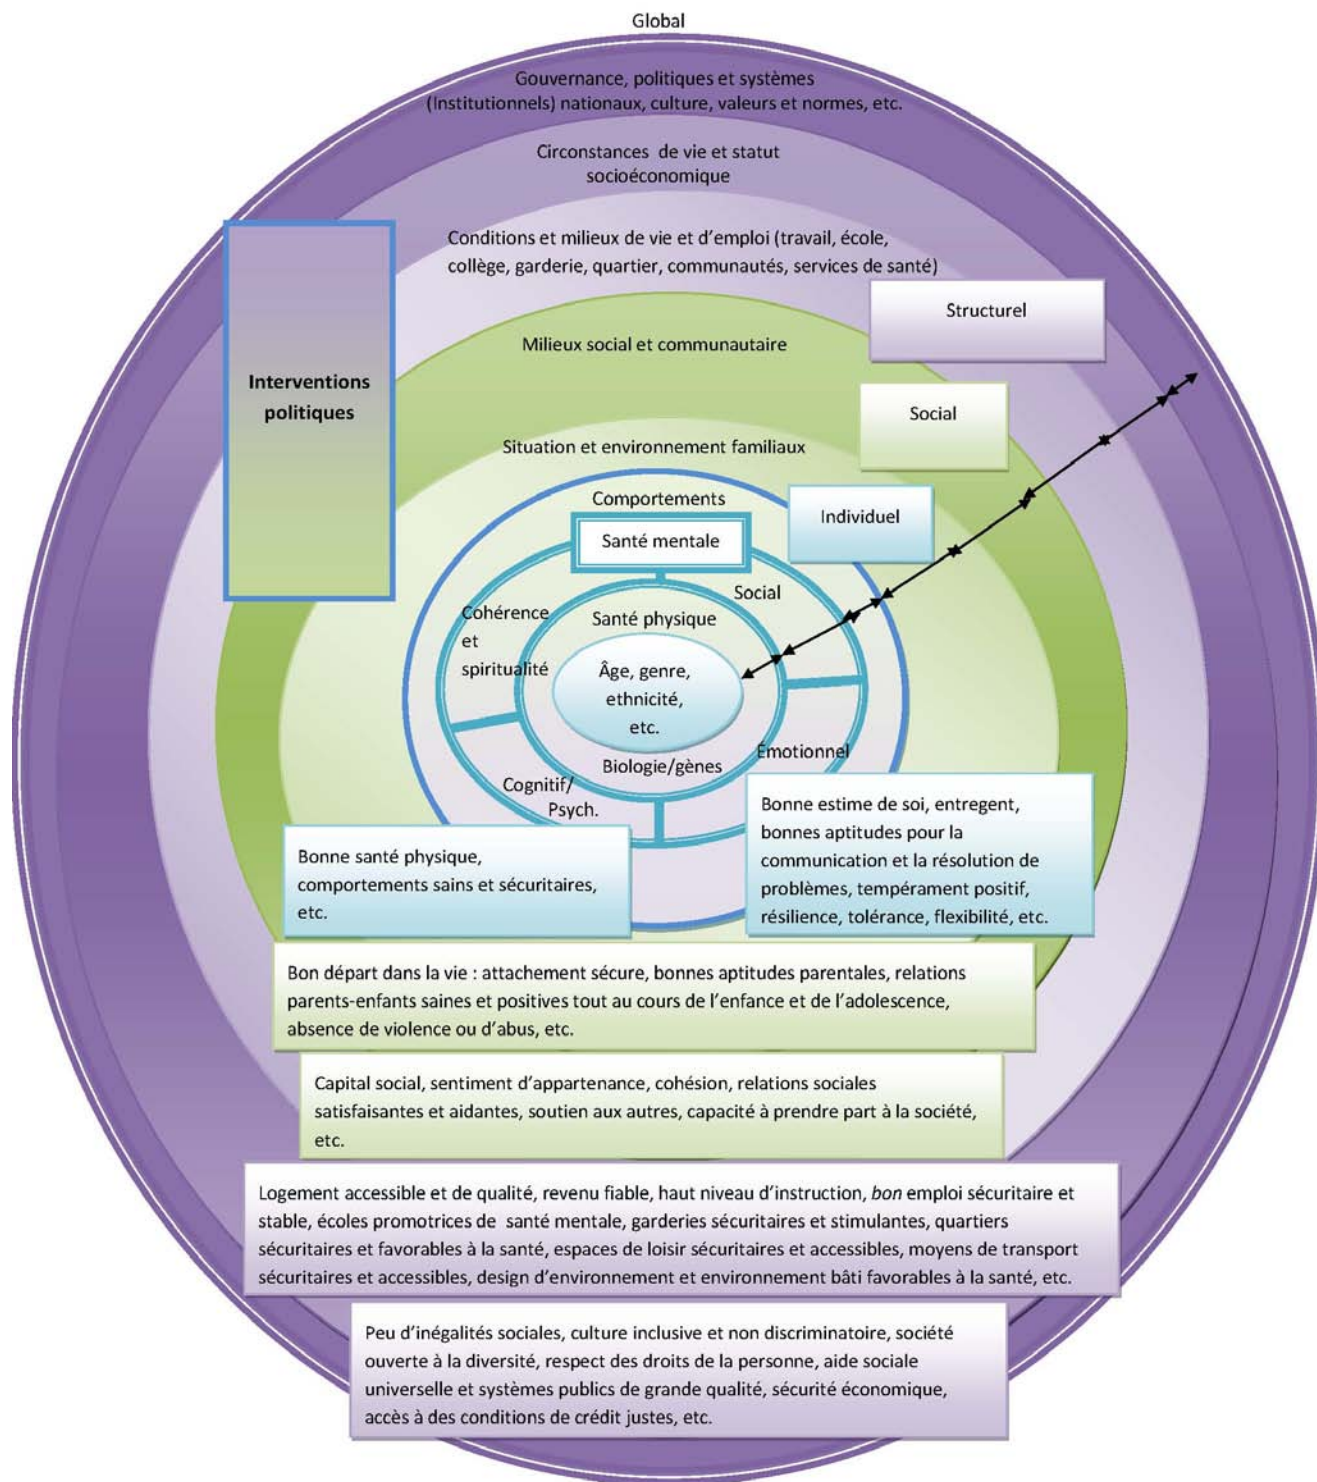 Global
Gouvernance, politiques et systèmes
(Institutionnels) nationaux, culture, valeurs et normes, etc.
Circonstances de vie et statut
socioéconomique
Conditions et milieux de vie et d'emploi (travail, école,
collège, garderie, quartier, communautés, services de santé)
Structurel
Milieux social et communautaire
Interventions
politiques
Social
Situation et environnement familiaux
Comportements
Individuel
Santé mentale
Social
Cohérence
et
spiritualité
Santé physique
Âge, genre,
ethnicité,
etc.
Biologie/gènes
Emotionnel
Cognitif/
Psych.
Bonne santé physique,
comportements sains et sécuritaires,
etc.
Bonne estime de soi, entregent,
bonnes aptitudes pour la
communication et la résolution de
problèmes, tempérament positif,
résilience, tolérance, flexibilité, etc.
Bon départ dans la vie : attachement sécure, bonnes aptitudes parentales, relations
parents-enfants saines et positives tout au cours de l'enfance et de l'adolescence,
absence de violence ou d'abus, etc.
Capital social, sentiment d'appartenance, cohésion, relations sociales
satisfaisantes et aidantes, soutien aux autres, capacité à prendre part à la société,
etc.
Logement accessible et de qualité, revenu fiable, haut niveau d'instruction, bon emploi sécuritaire et
stable, écoles promotrices de santé mentale, garderies sécuritaires et stimulantes, quartiers
sécuritaires et favorables à la santé, espaces de loisir sécuritaires et accessibles, moyens de transport
sécuritaires et accessibles, design d'environnement et environnement bâti favorables à la santé, etc.
Peu d'inégalités sociales, culture inclusive et non discriminatoire, société
ouverte à la diversité, respect des droits de la personne, aide sociale
universelle et systèmes publics de grande qualité, sécurité économique,
accès à des conditions de crédit justes, etc.